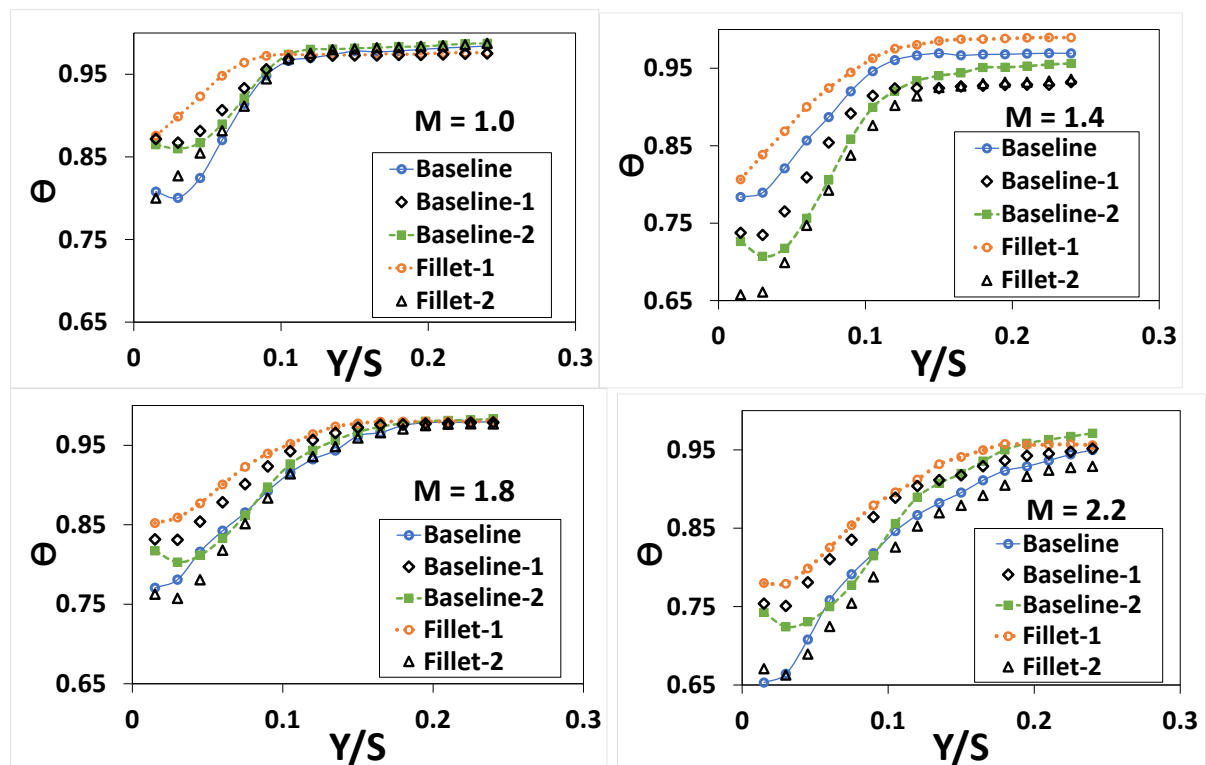 0.95
0.85
0.75
0.65
Θ
M = 1.0
Baseline
Baseline-1
Baseline-2
Fillet-1
Fillet-2
0 0.1 0.2 0.3
Y/S
0.95
0.85
0.75
0.65
Θ
M = 1.4
Baseline
Baseline-1
Baseline-2
Fillet-1
Fillet-2
0 0.1 0.2 0.3
Y/S
0.95
0.85
0.75
0.65
Θ
M = 1.8
Baseline
Baseline-1
Baseline-2
Fillet-1
Fillet-2
0 0.1 0.2 0.3
Y/S
0.95
0.85
0.75
0.65
Θ
M = 2.2
Baseline
Baseline-1
Baseline-2
Fillet-1
Fillet-2
0 0.1 0.2 0.3
Y/S